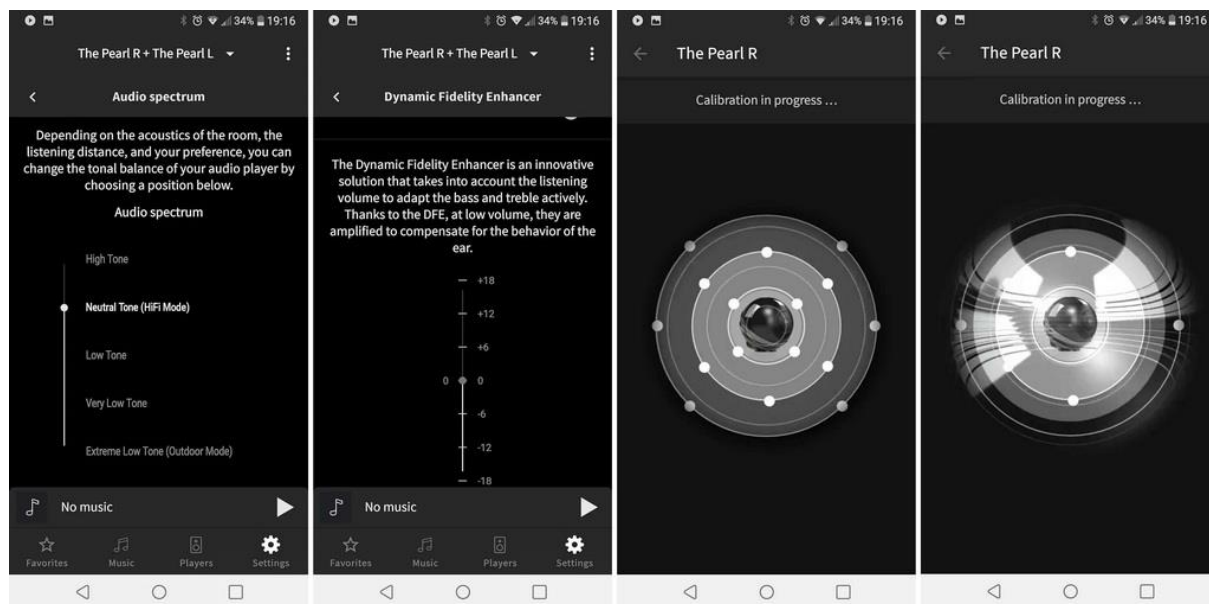 34% 19:16
The Pearl R + The Pearl L
Audio spectrum
Depending on the acoustics of the room, the
listening distance, and your preference, you can
change the tonal balance of your audio player by
choosing a position below.
Audio spectrum
High Tone
Neutral Tone (HiFi Mode)
Low Tone
Very Low Tone
Extreme Low Tone (Outdoor Mode)
No music
Favorites Music Players Settings
34% 19:16
The Pearl R + The Pearl L
Dynamic Fidelity Enhancer
The Dynamic Fidelity Enhancer is an innovative
solution that takes into account the listening
volume to adapt the bass and treble actively.
Thanks to the DFE, at low volume, they are
amplified to compensate for the behavior of the
ear.
+18
+12
+6
0 0
-6
-12
-18
No music
Favorites Music Players Settings
34% 19:16
The Pearl R
Calibration in progress ...
34% 19:16
The Pearl R
Calibration in progress ...